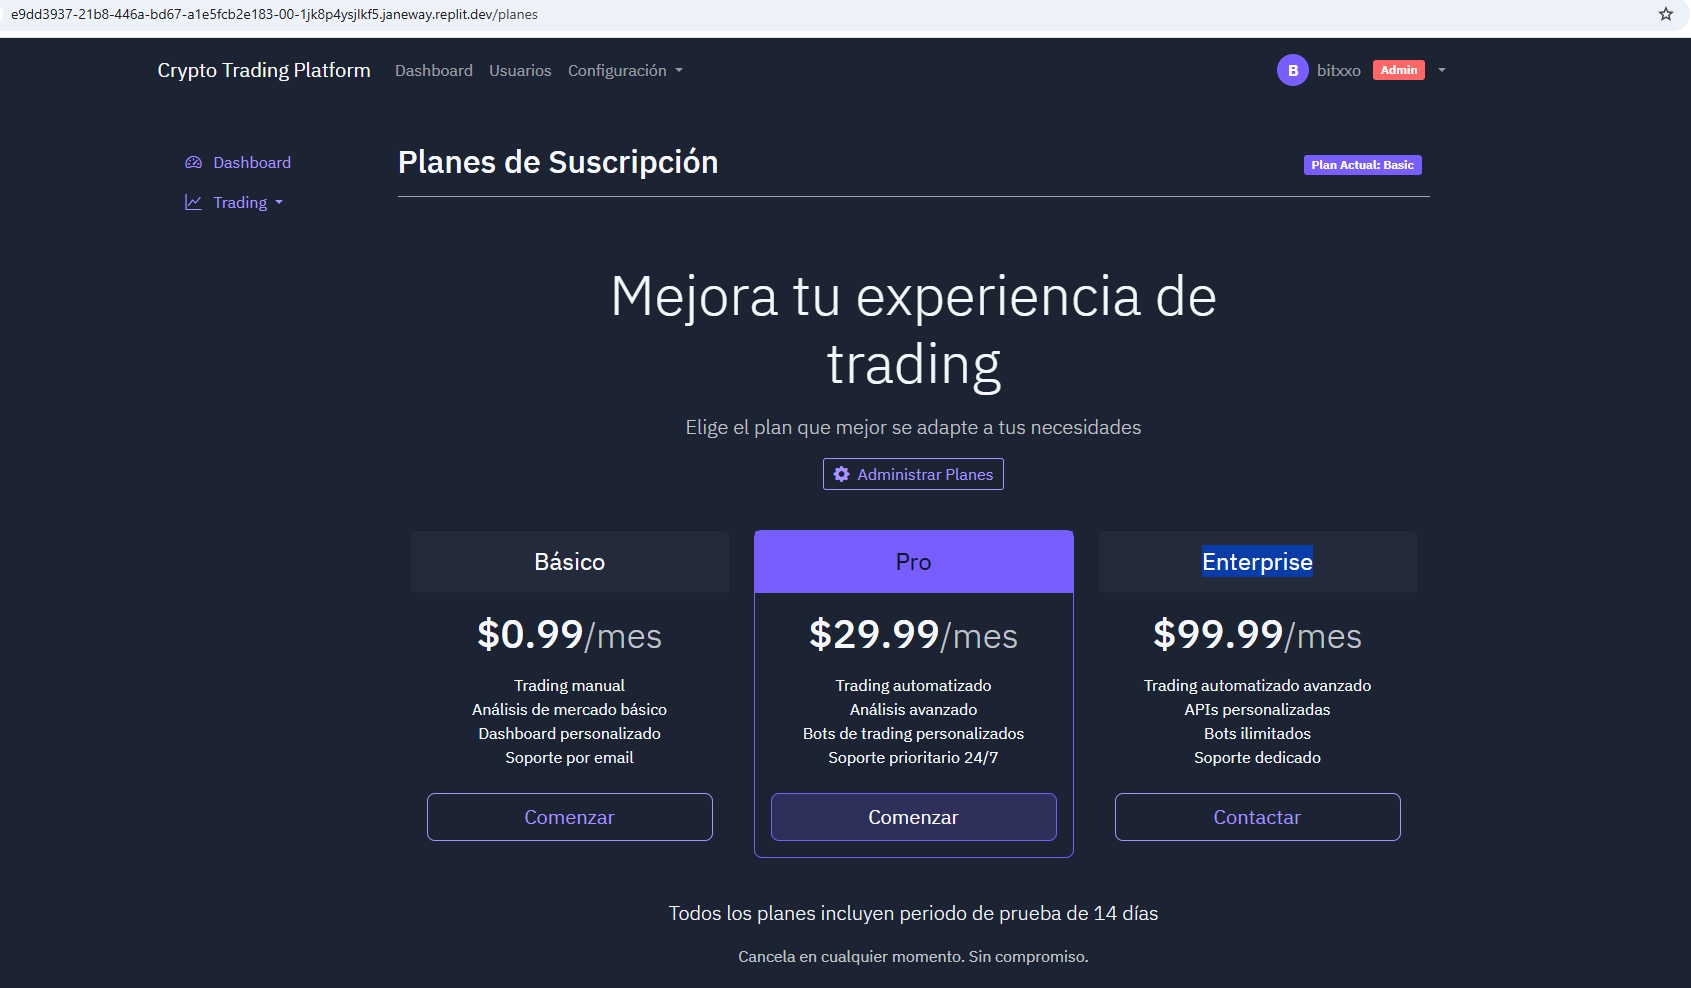 e9dd3937-21b8-446a-bd67-a1e5fcb2e183-00-1jk8p4ysjlkf5.janeway.replit.dev/planes
Crypto Trading Platform Dashboard Usuarios Configuración B bitxxo Admin
Dashboard
Trading
Planes de Suscripción Plan Actual: Basic
Mejora tu experiencia de
trading
Elige el plan que mejor se adapte a tus necesidades
Administrar Planes
Básico
$0.99/mes
Trading manual
Análisis de mercado básico
Dashboard personalizado
Soporte por email
Comenzar
Pro
$29.99/mes
Trading automatizado
Análisis avanzado
Bots de trading personalizados
Soporte prioritario 24/7
Comenzar
Enterprise
$99.99/mes
Trading automatizado avanzado
APIs personalizadas
Bots ilimitados
Soporte dedicado
Contactar
Todos los planes incluyen periodo de prueba de 14 días
Cancela en cualquier momento. Sin compromiso.